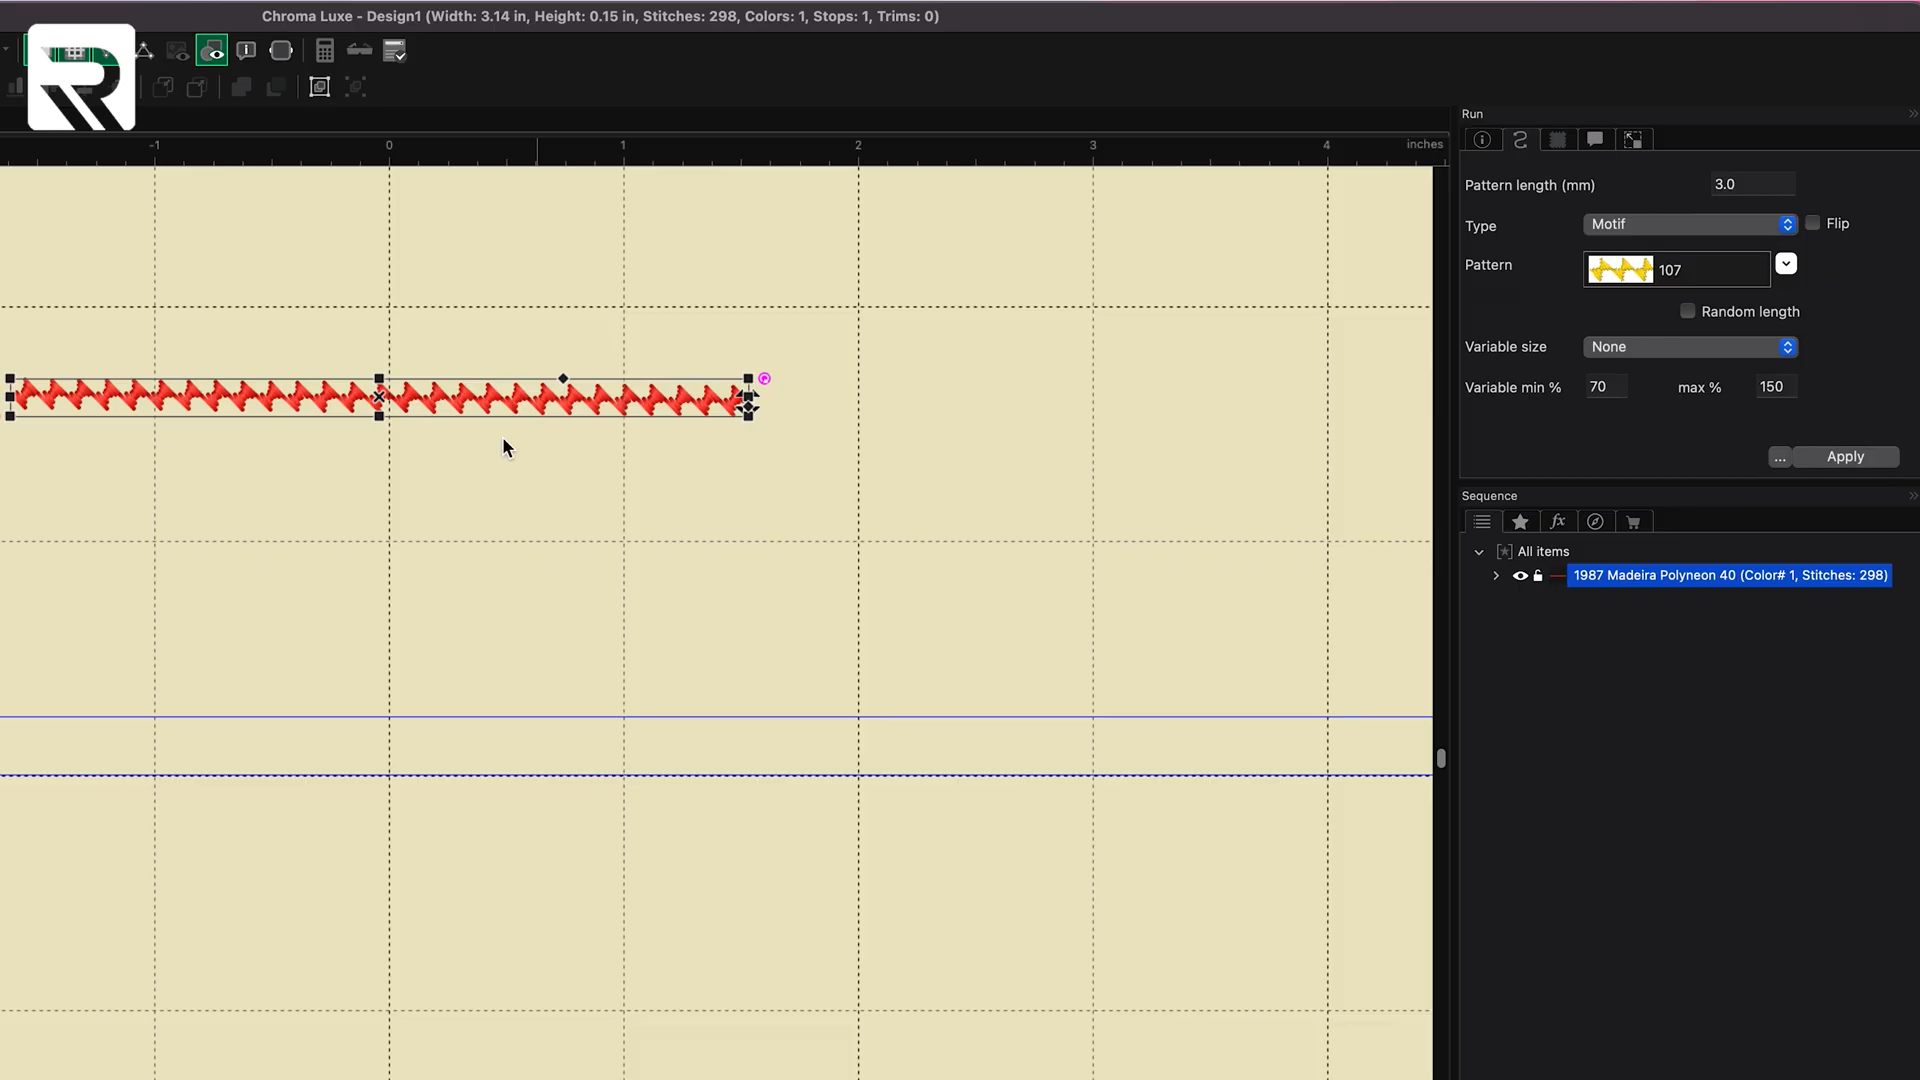 Chroma Luxe - Design1 (Width: 3.14 in, Height: 0.15 in, Stitches: 298, Colors: 1, Stops: 1, Trims: 0)
Run
-1 0 1 2 3 4 inches
Pattern length (mm) 3.0
Type Motif Flip
Pattern 107
Random length
Variable size None
Variable min % 70 max % 150
... Apply
Sequence
fx
All items
1987 Madeira Polyneon 40 (Color# 1, Stitches: 298)